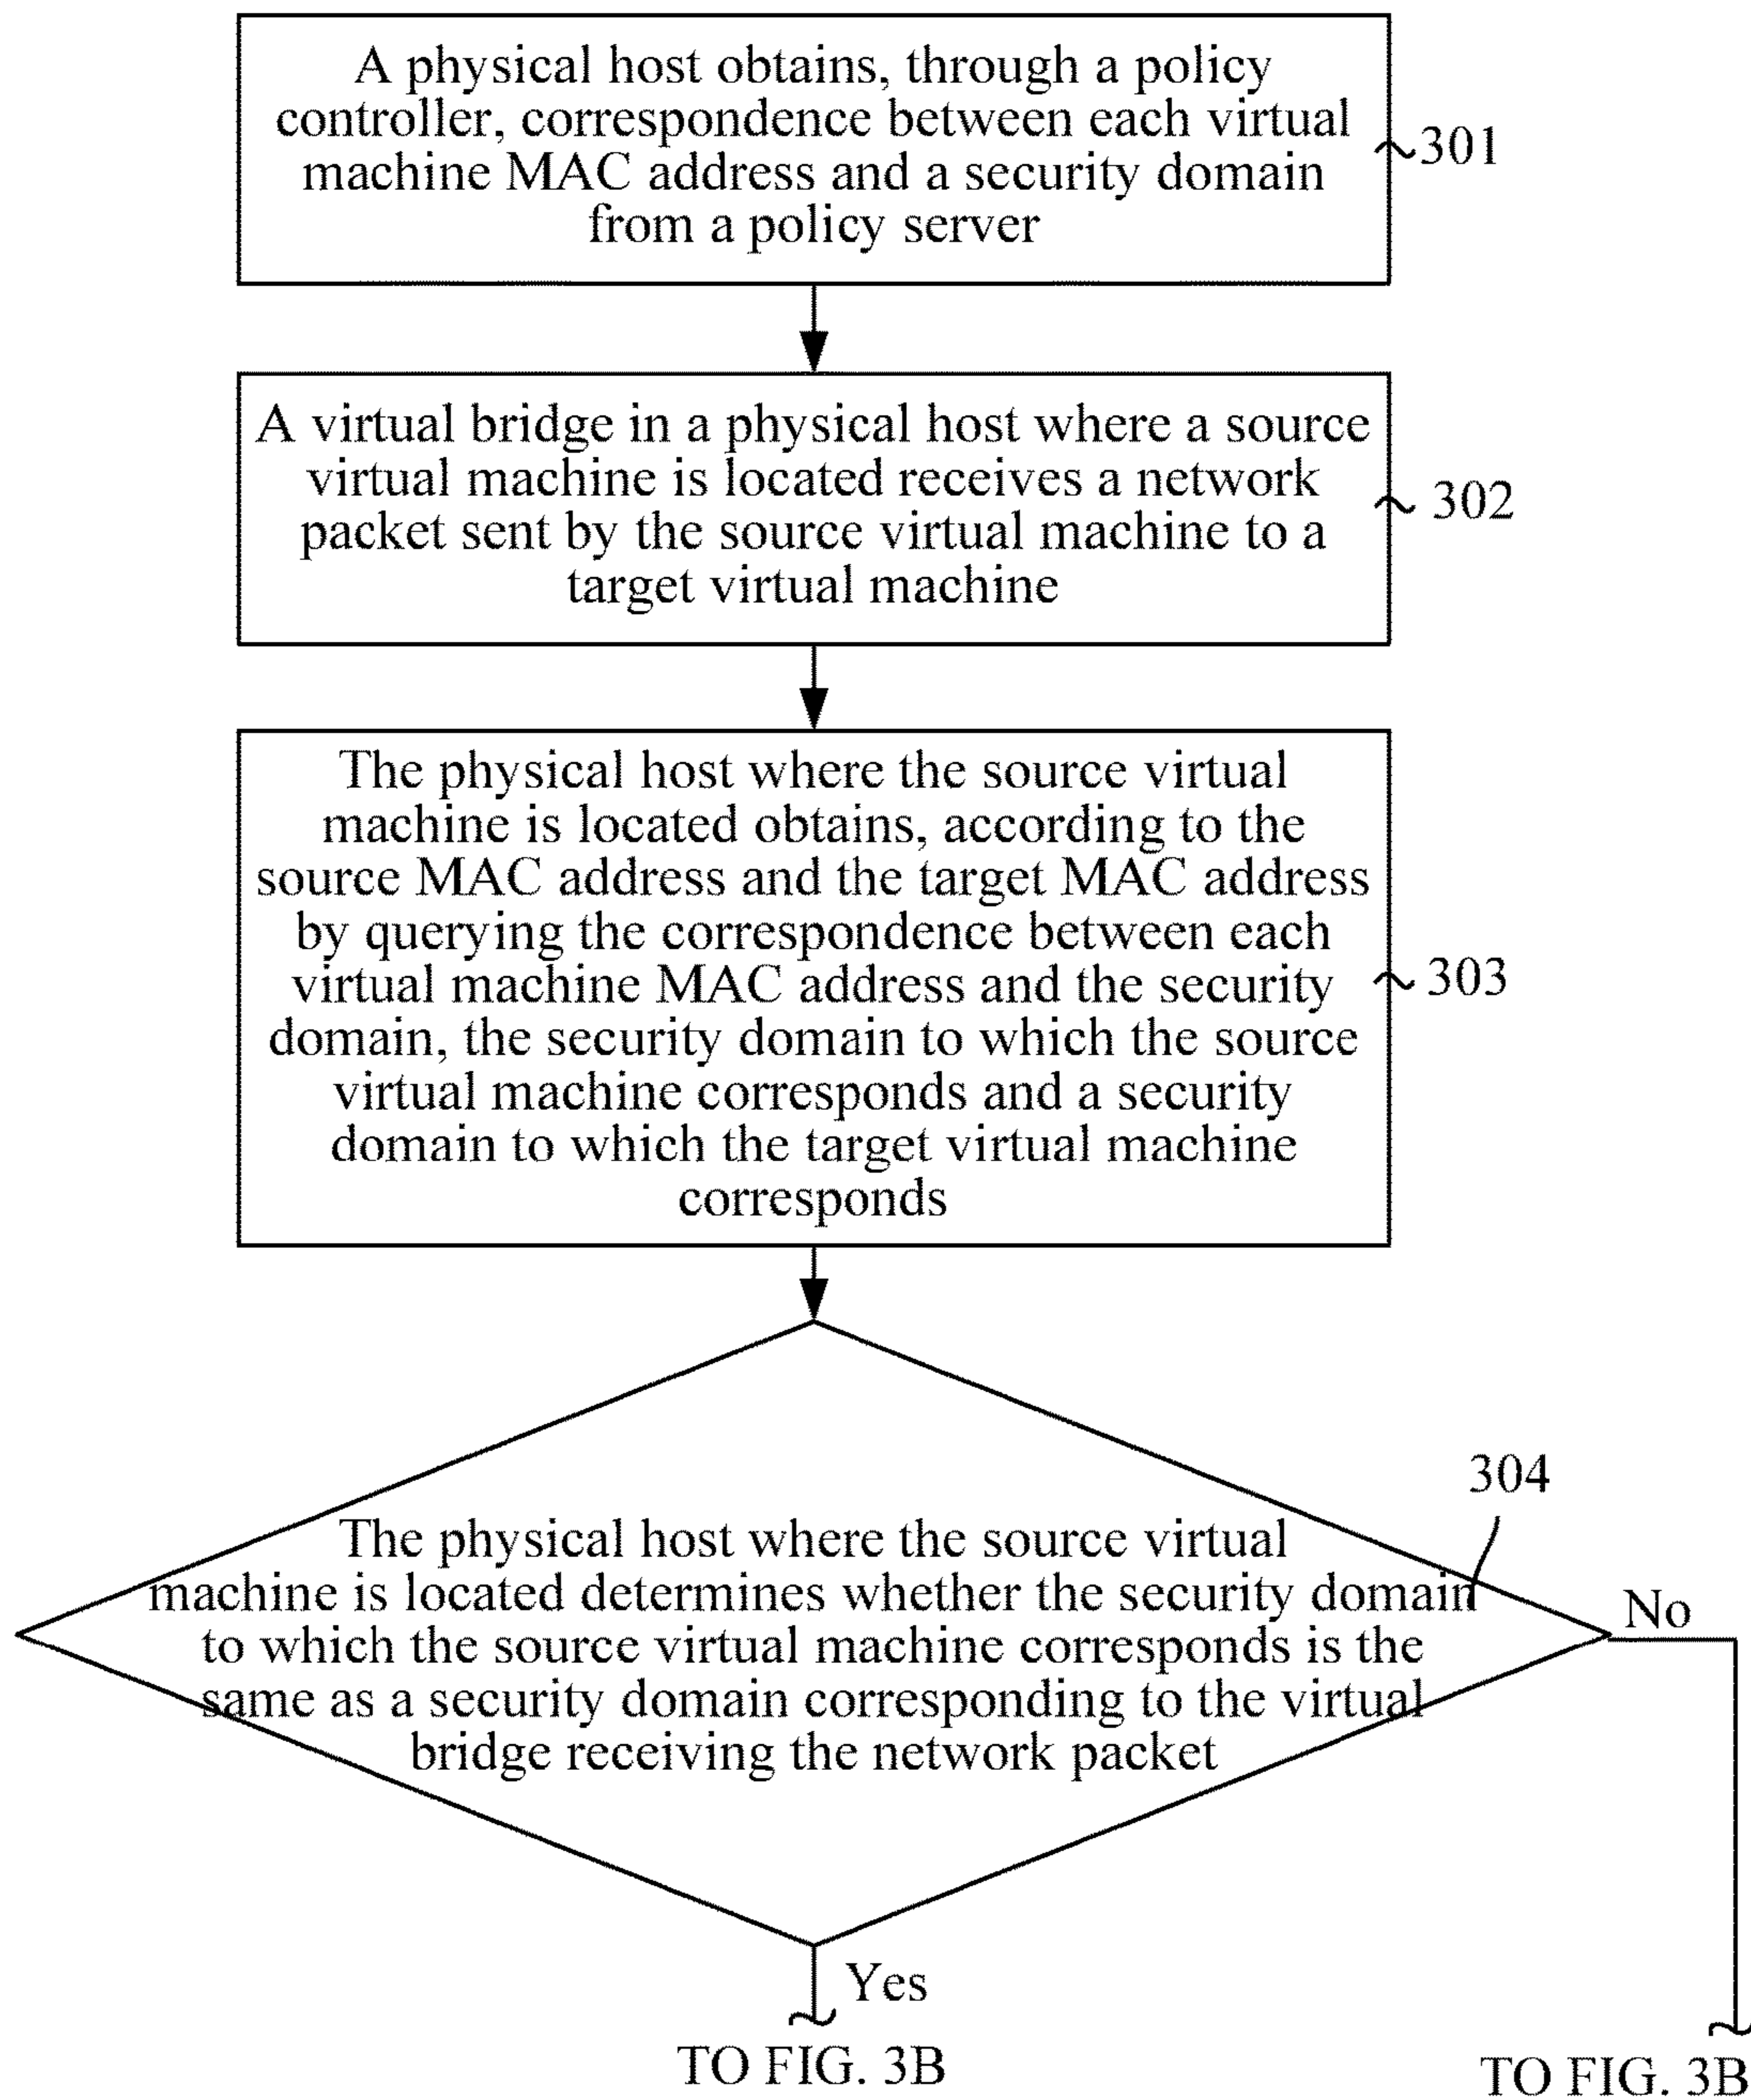 A physical host obtains, through a policy
controller, correspondence between each virtual
machine MAC address and a security domain
from a policy server
301
A virtual bridge in a physical host where a source
virtual machine is located receives a network
packet sent by the source virtual machine to a
target virtual machine
302
The physical host where the source virtual
machine is located obtains, according to the
source MAC address and the target MAC address
by querying the correspondence between each
virtual machine MAC address and the security
domain, the security domain to which the source
virtual machine corresponds and a security
domain to which the target virtual machine
corresponds
303
304
The physical host where the source virtual
machine is located determines whether the security domain
to which the source virtual machine corresponds is the
same as a security domain corresponding to the virtual
bridge receiving the network packet
No
Yes
TO FIG. 3B
TO FIG. 3B